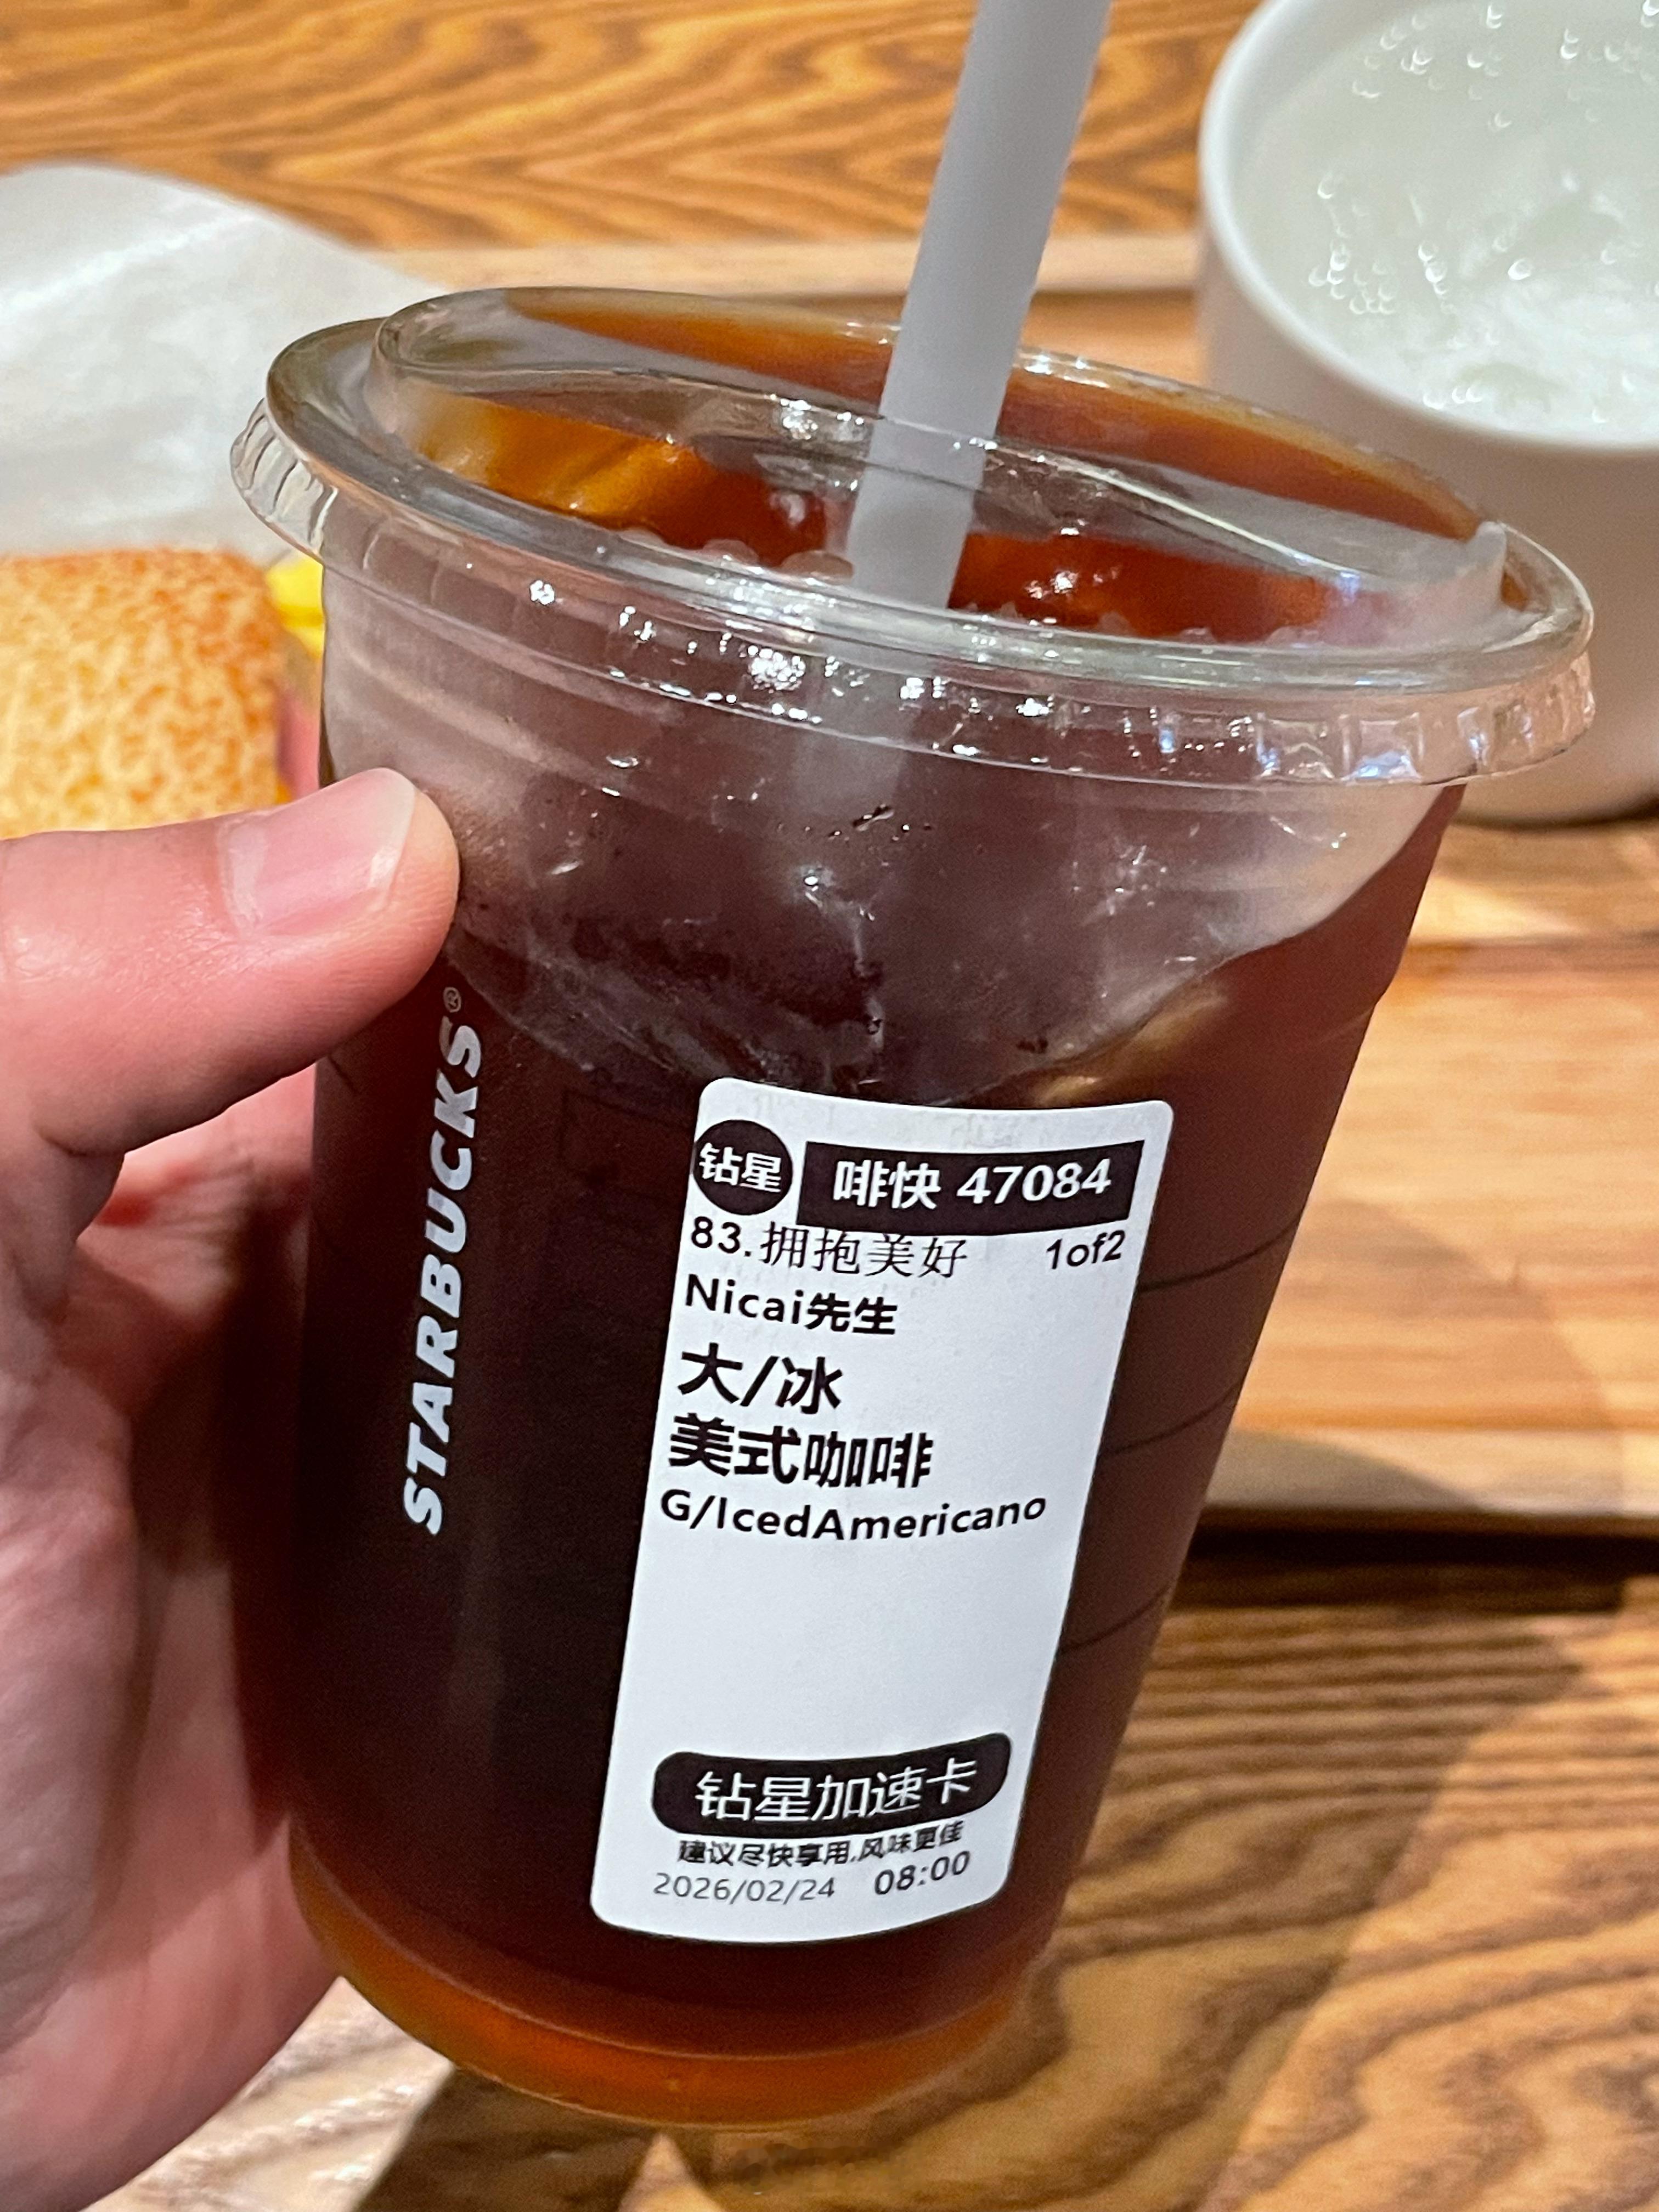 STARBUCKS®
钻星 啡快 47084
83.拥抱美好 1of2
Nicai先生
大/冰
美式咖啡
G/IcedAmericano
钻星加速卡
建议尽快享用,风味更佳
2026/02/24 08:00